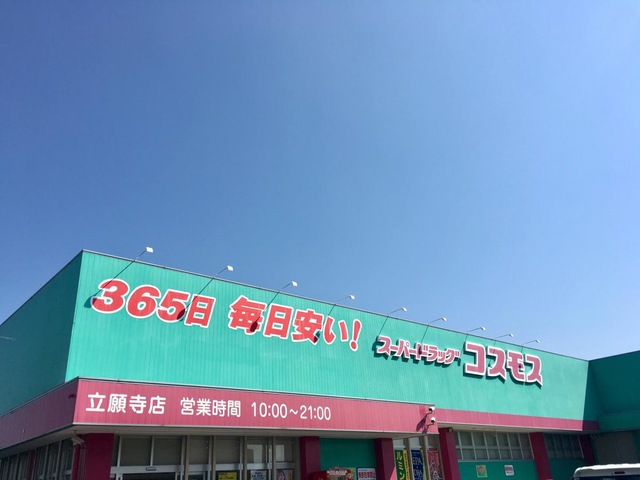 365日 毎日安い!
スーパードラッグ コスモス
立願寺店 営業時間 10:00~21:00